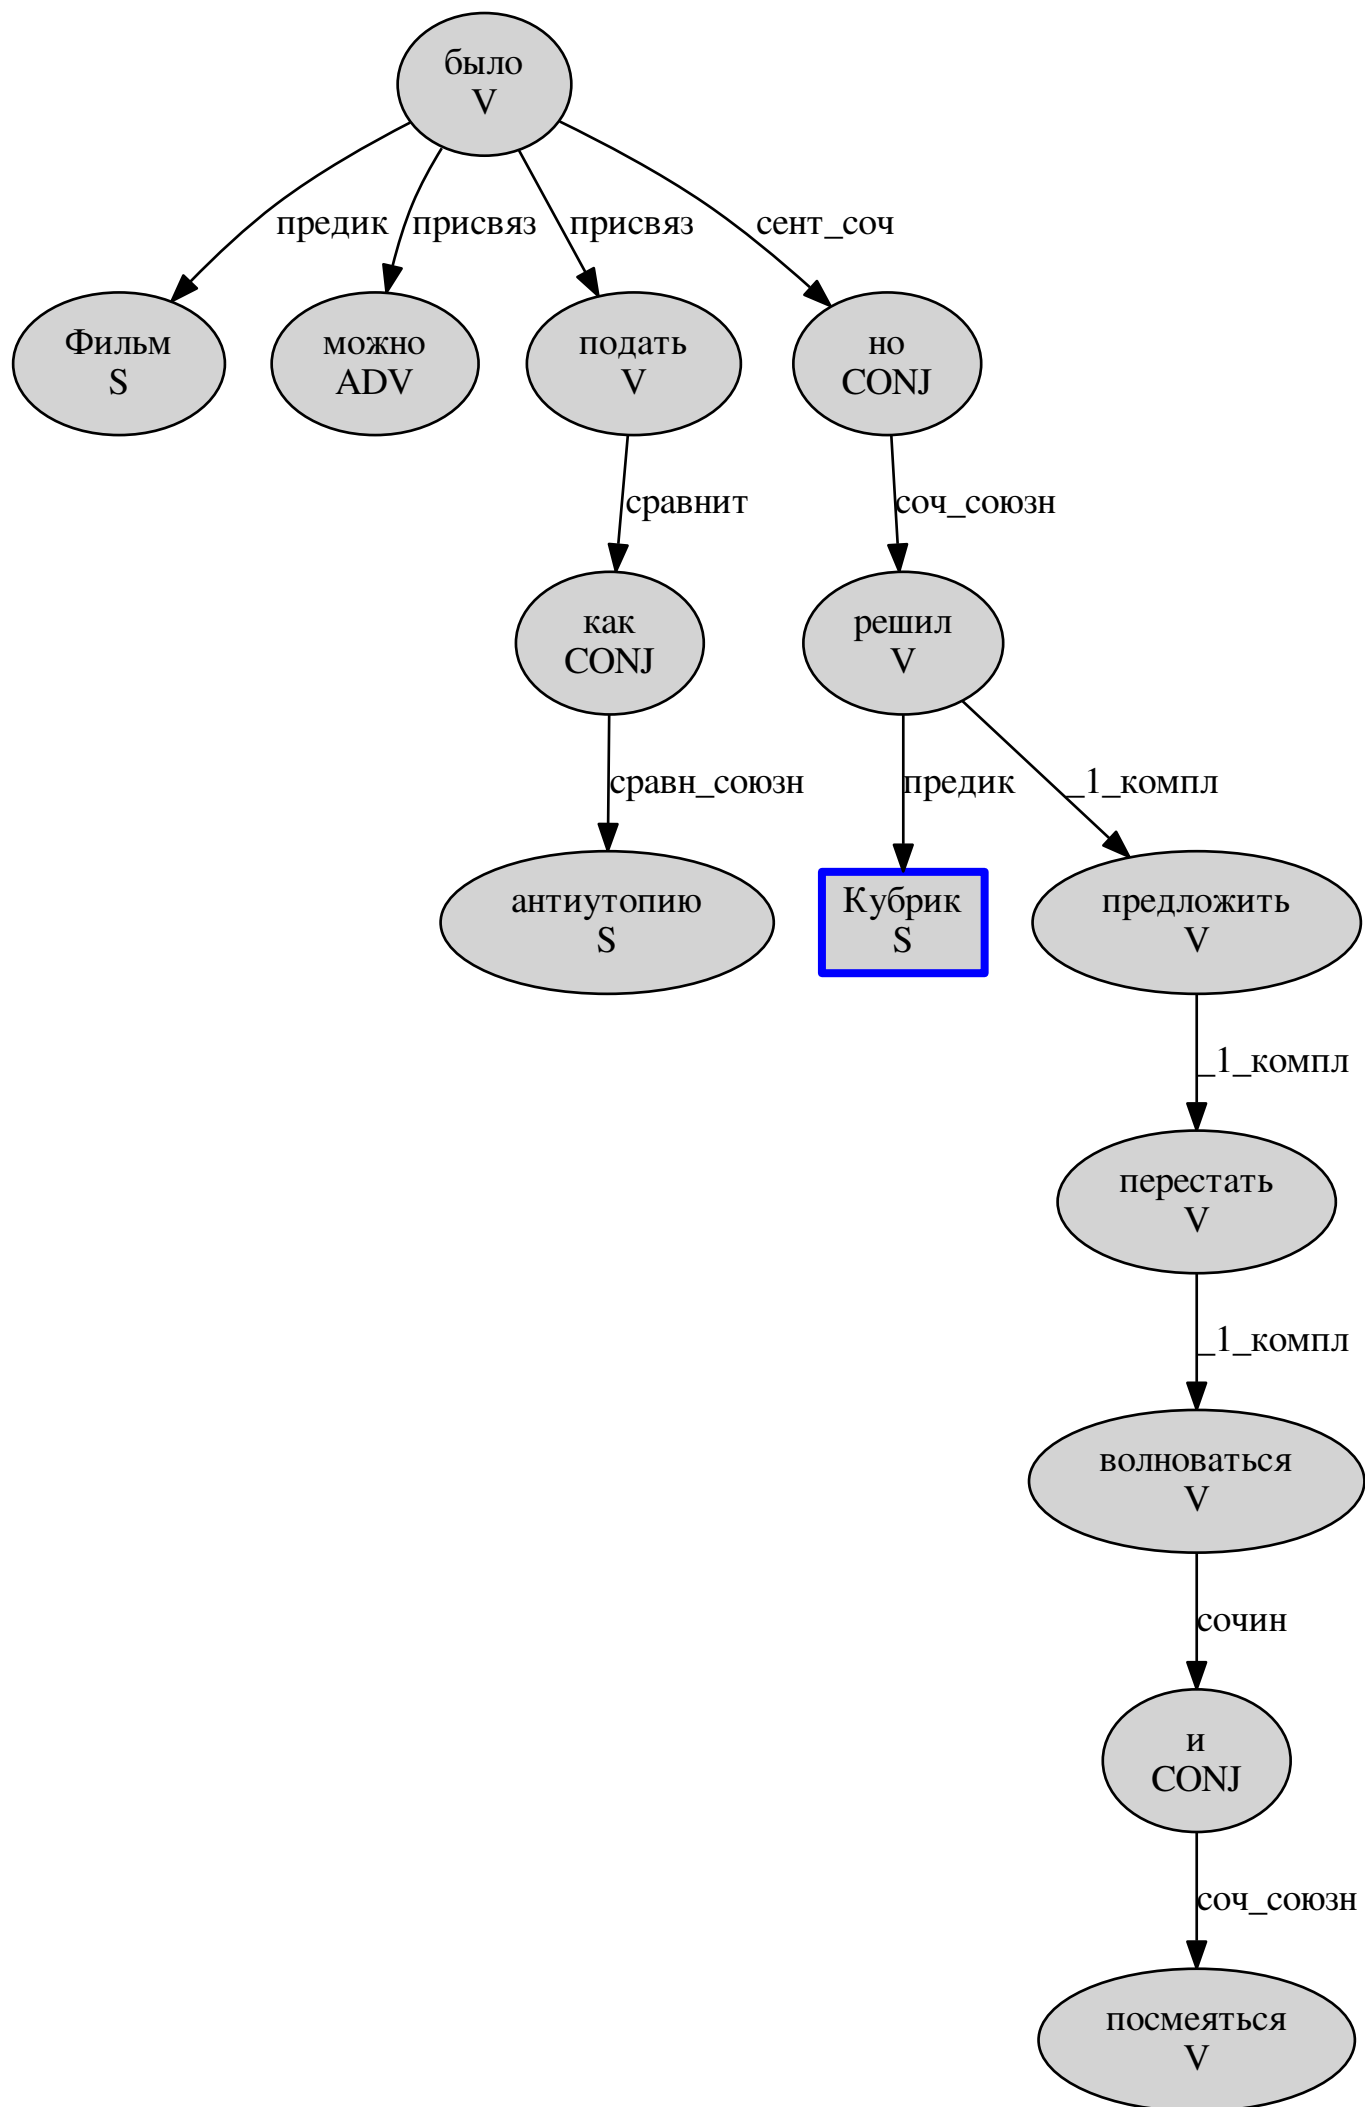 было
V
предик
присвяз
присвяз
сент_соч
Фильм
S
можно
ADV
подать
V
но
CONJ
сравнит
соч_союзн
как
CONJ
решил
V
сравн_союзн
предик
_1_компл
антиутопию
S
Кубрик
S
предложить
V
_1_компл
перестать
V
_1_компл
волноваться
V
сочин
и
CONJ
соч_союзн
посмеяться
V